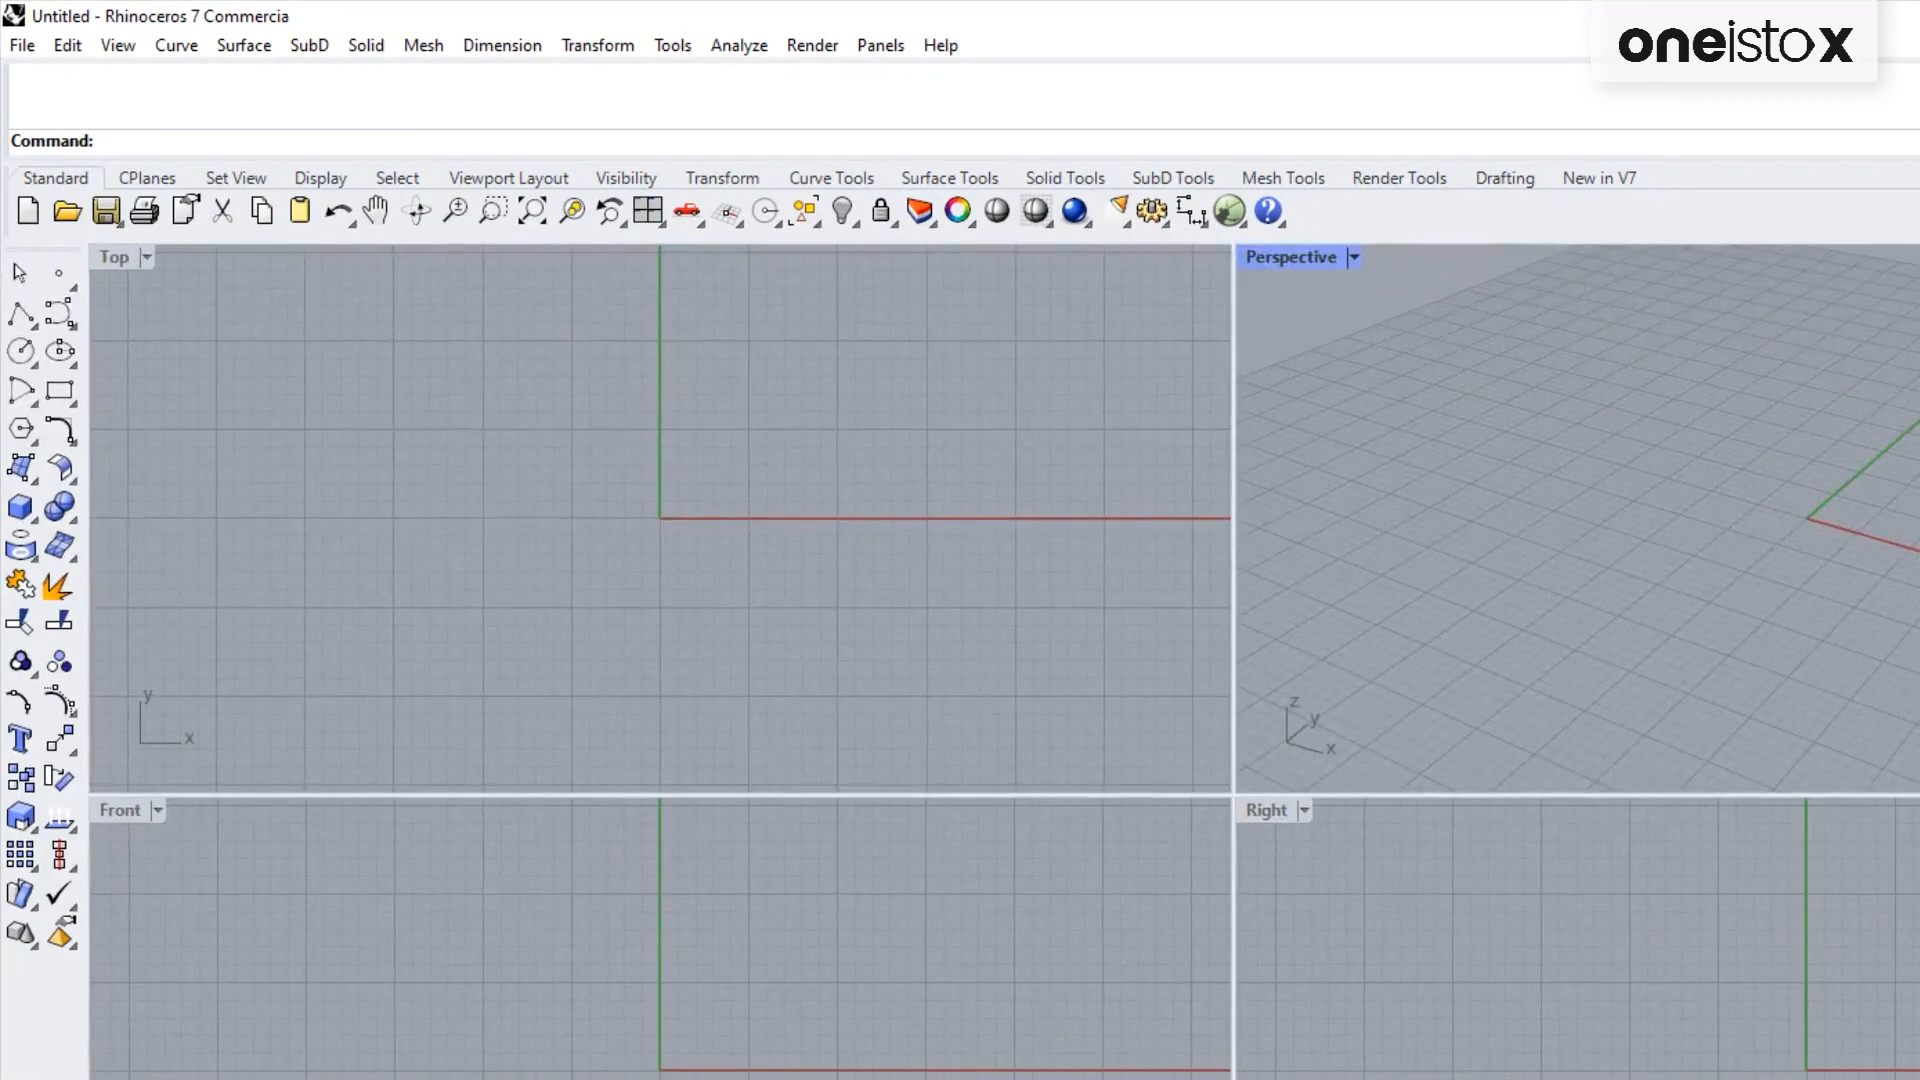 Untitled - Rhinoceros 7 Commercia
oneistox
File Edit View Curve Surface SubD Solid Mesh Dimension Transform Tools Analyze Render Panels Help
Command:
Standard CPlanes Set View Display Select Viewport Layout Visibility Transform Curve Tools Surface Tools Solid Tools SubD Tools Mesh Tools Render Tools Drafting New in V7
Top
Perspective
y
x
z
y
x
Front
Right